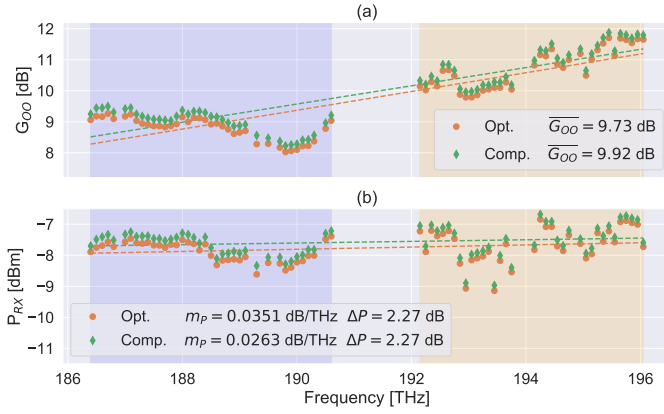 (a)
12
11
10
9
8
G_{OO} [dB]
Opt. \overline{G_{OO}} = 9.73 dB
Comp. \overline{G_{OO}} = 9.92 dB
(b)
−7
−8
−9
−10
−11
P_{RX} [dBm]
Opt. m_P = 0.0351 dB/THz ΔP = 2.27 dB
Comp. m_P = 0.0263 dB/THz ΔP = 2.27 dB
186 188 190 192 194 196
Frequency [THz]